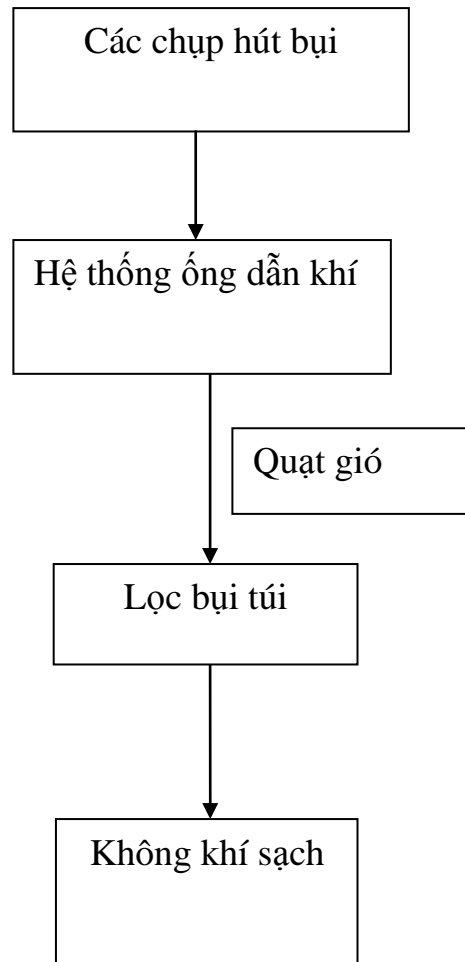 Các chụp hút bụi
Hệ thống ống dẫn khí
Quạt gió
Lọc bụi túi
Không khí sạch